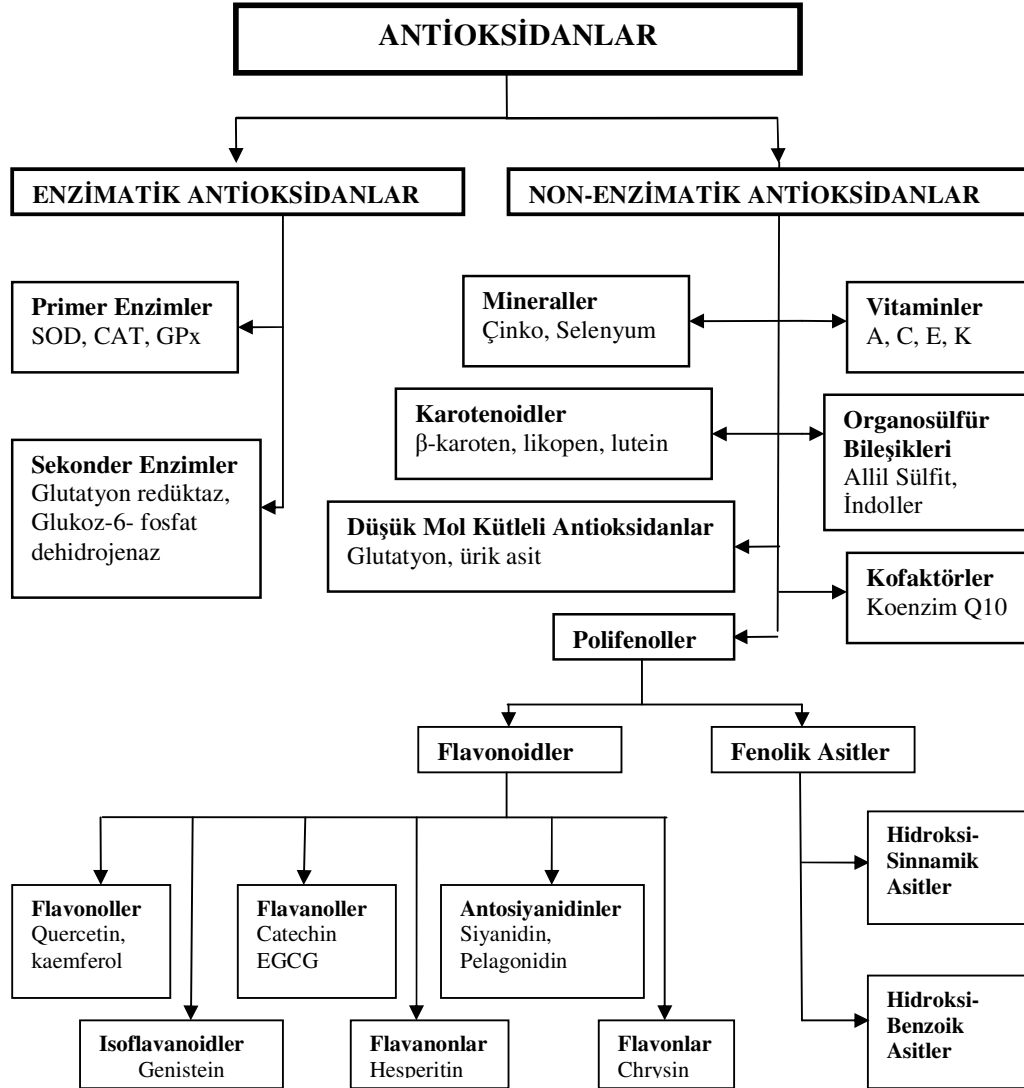 ANTİOKSİDANLAR
ENZİMATİK ANTİOKSİDANLAR
NON-ENZİMATİK ANTİOKSİDANLAR
Primer Enzimler
SOD, CAT, GPx
Sekonder Enzimler
Glutatyon redüktaz,
Glukoz-6- fosfat
dehidrojenaz
Mineraller
Çinko, Selenyum
Vitaminler
A, C, E, K
Karotenoidler
β-karoten, likopen, lutein
Organosülfür
Bileşikleri
Allil Sülfit,
İndoller
Düşük Mol Kütleli Antioksidanlar
Glutatyon, ürik asit
Kofaktörler
Koenzim Q10
Polifenoller
Flavonoidler
Fenolik Asitler
Flavonoller
Quercetin,
kaemferol
Flavanoller
Catechin
EGCG
Antosiyanidinler
Siyanidin,
Pelagonidin
Isoflavanoidler
Genistein
Flavanonlar
Hesperitin
Flavonlar
Chrysin
Hidroksi-
Sinnamik
Asitler
Hidroksi-
Benzoik
Asitler